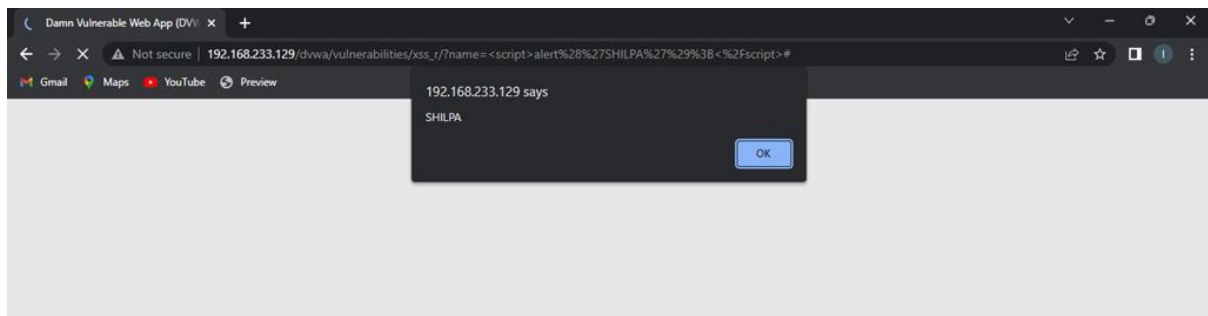 Damn Vulnerable Web App (DVW
Not secure | 192.168.233.129/dvwa/vulnerabilities/xss_r/?name=<script>alert%28%27SHILPA%27%29%3B<%2Fscript>#
I
Gmail Maps YouTube Preview
192.168.233.129 says
SHILPA
OK